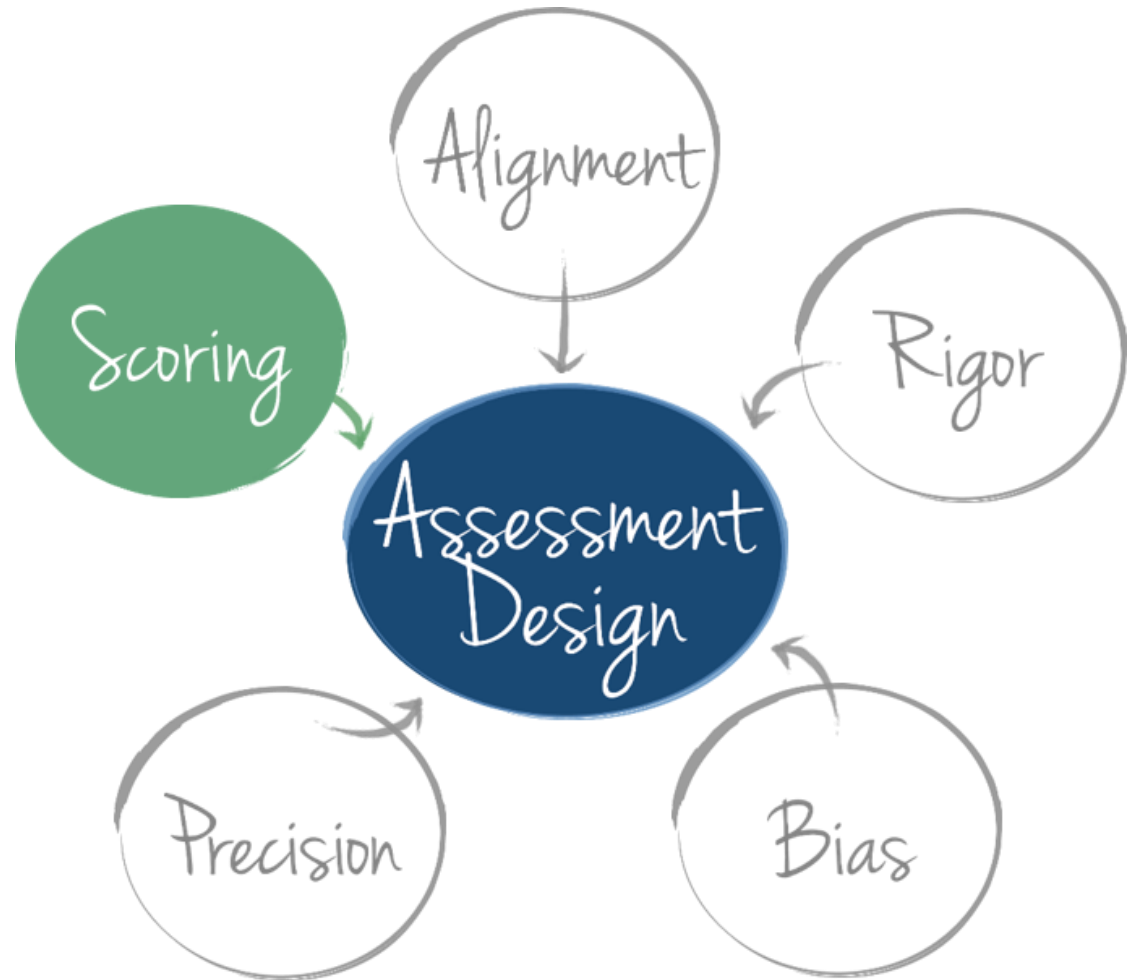 Alignment
Scoring
Rigor
Assessment
Design
Precision
Bias